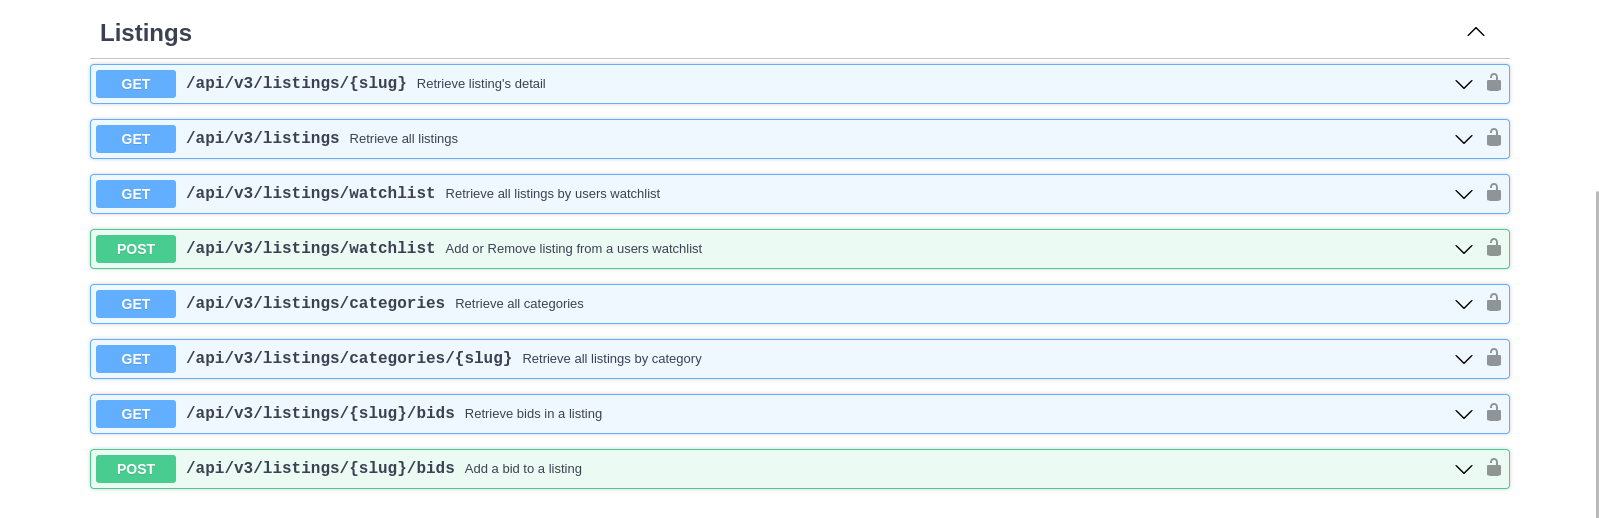 Listings
GET /api/v3/listings/{slug} Retrieve listing's detail
GET /api/v3/listings Retrieve all listings
GET /api/v3/listings/watchlist Retrieve all listings by users watchlist
POST /api/v3/listings/watchlist Add or Remove listing from a users watchlist
GET /api/v3/listings/categories Retrieve all categories
GET /api/v3/listings/categories/{slug} Retrieve all listings by category
GET /api/v3/listings/{slug}/bids Retrieve bids in a listing
POST /api/v3/listings/{slug}/bids Add a bid to a listing